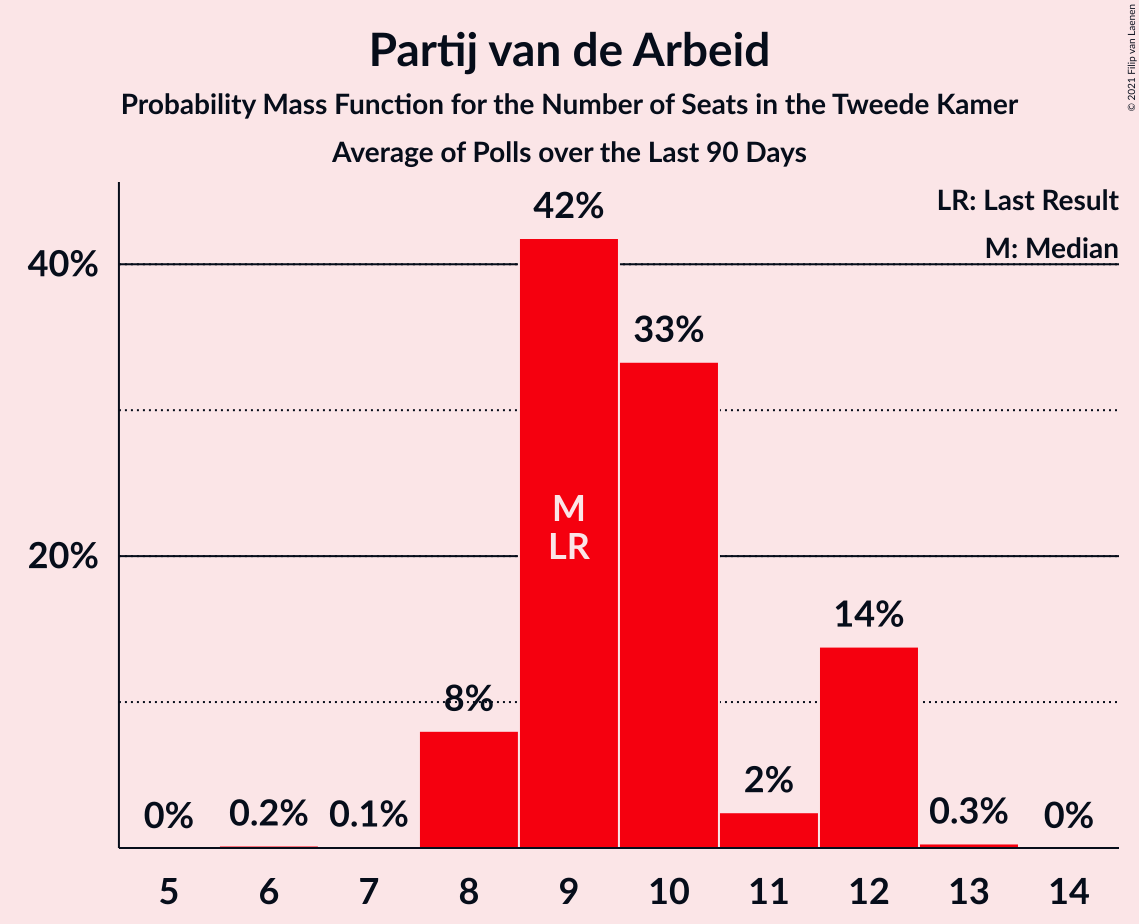 Partij van de Arbeid
Probability Mass Function for the Number of Seats in the Tweede Kamer
Average of Polls over the Last 90 Days
© 2021 Filip van Laenen
LR: Last Result
M: Median
40%
20%
0%
0.2%
0.1%
8%
42%
33%
2%
14%
0.3%
0%
M
LR
5 6 7 8 9 10 11 12 13 14